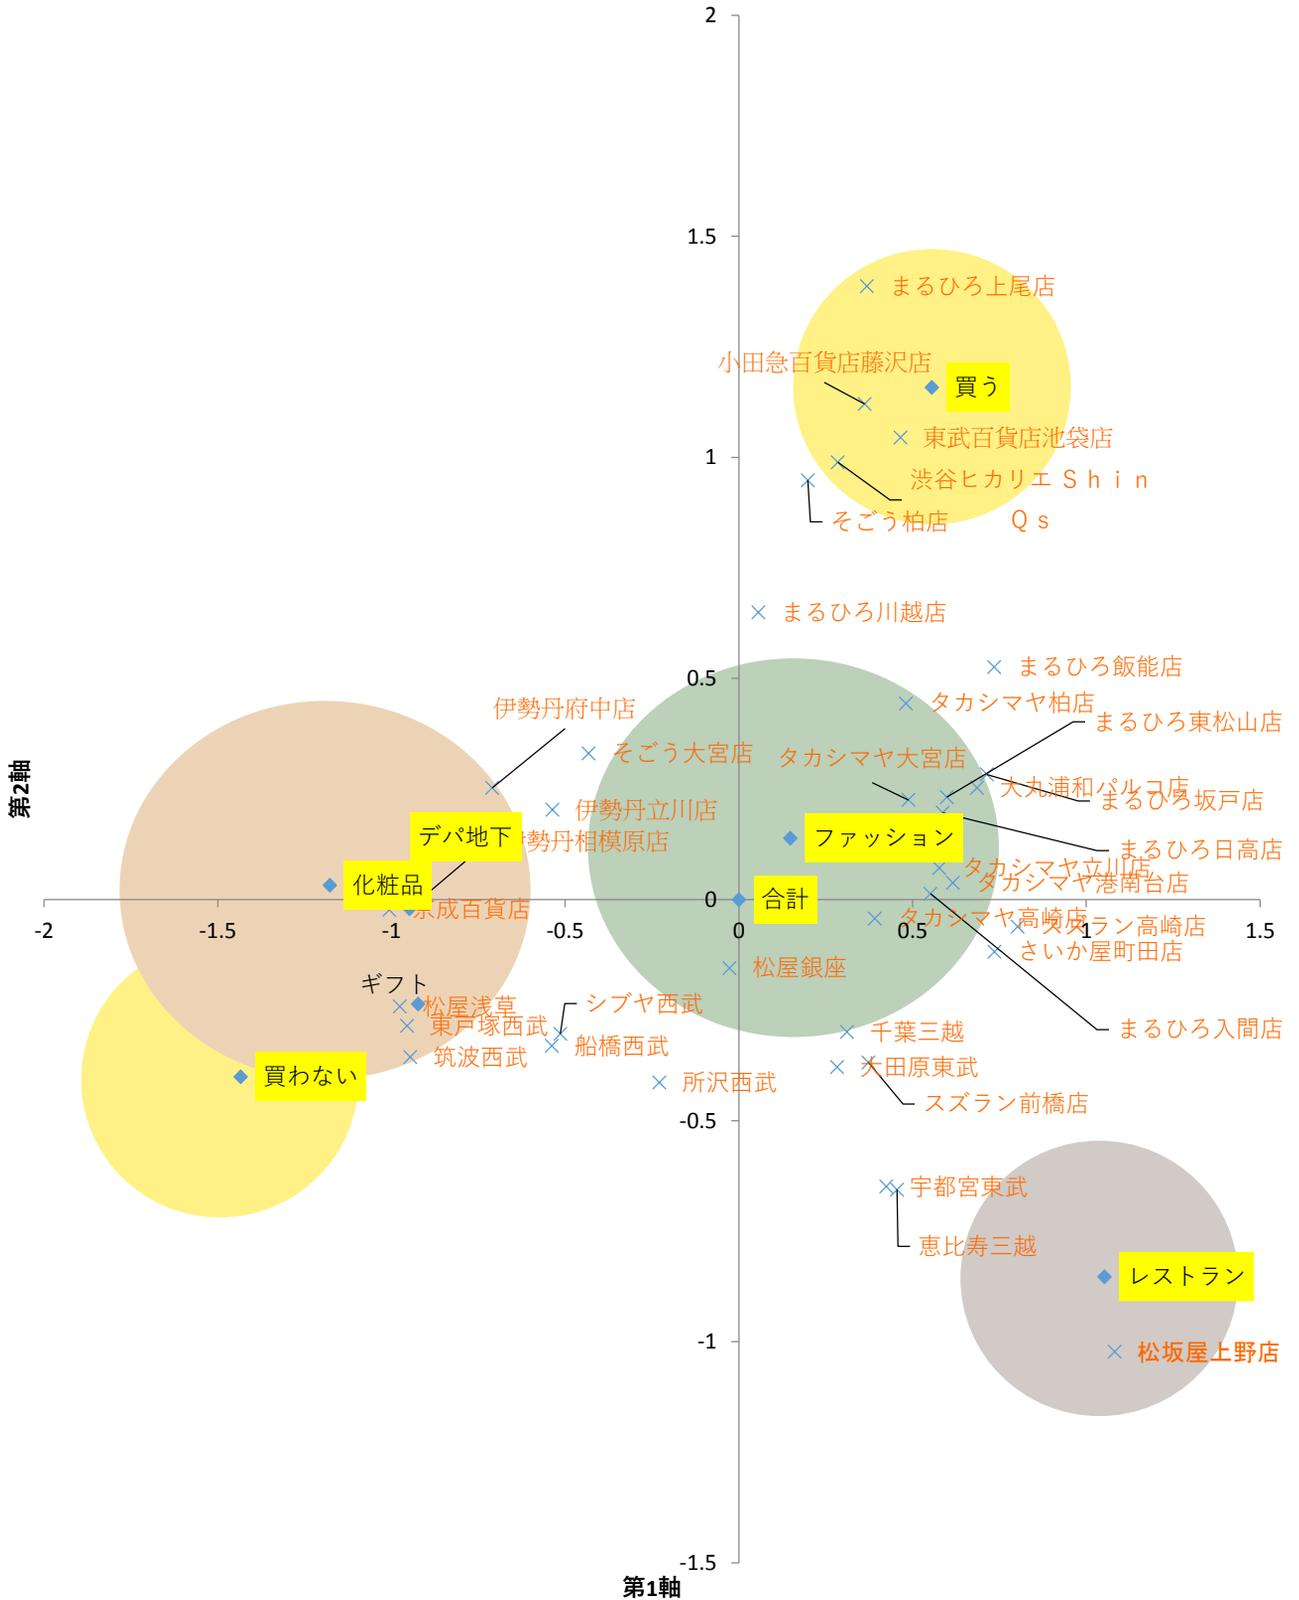 2
1.5
まるひろ上尾店
小田急百貨店藤沢店
買う
東武百貨店池袋店
1
渋谷ヒカリエ Ｓｈｉｎ
Ｑｓ
そごう柏店
まるひろ川越店
まるひろ飯能店
0.5
タカシマヤ柏店
伊勢丹府中店
まるひろ東松山店
そごう大宮店
タカシマヤ大宮店
第2軸
大丸浦和パルコ店
まるひろ坂戸店
伊勢丹立川店
デパ地下
勢丹相模原店
ファッション
まるひろ日高店
タカシマヤ立川店
化粧品
タカシマヤ港南台店
合計
0
京成百貨店
タカシマヤ高崎店
スズラン高崎店
-2
-1.5
-1
-0.5
0
0.5
1
1.5
さいか屋町田店
松屋銀座
ギフト
松屋浅草
シブヤ西武
東戸塚西武
まるひろ入間店
千葉三越
船橋西武
筑波西武
大田原東武
買わない
所沢西武
スズラン前橋店
-0.5
宇都宮東武
恵比寿三越
レストラン
-1
松坂屋上野店
-1.5
第1軸